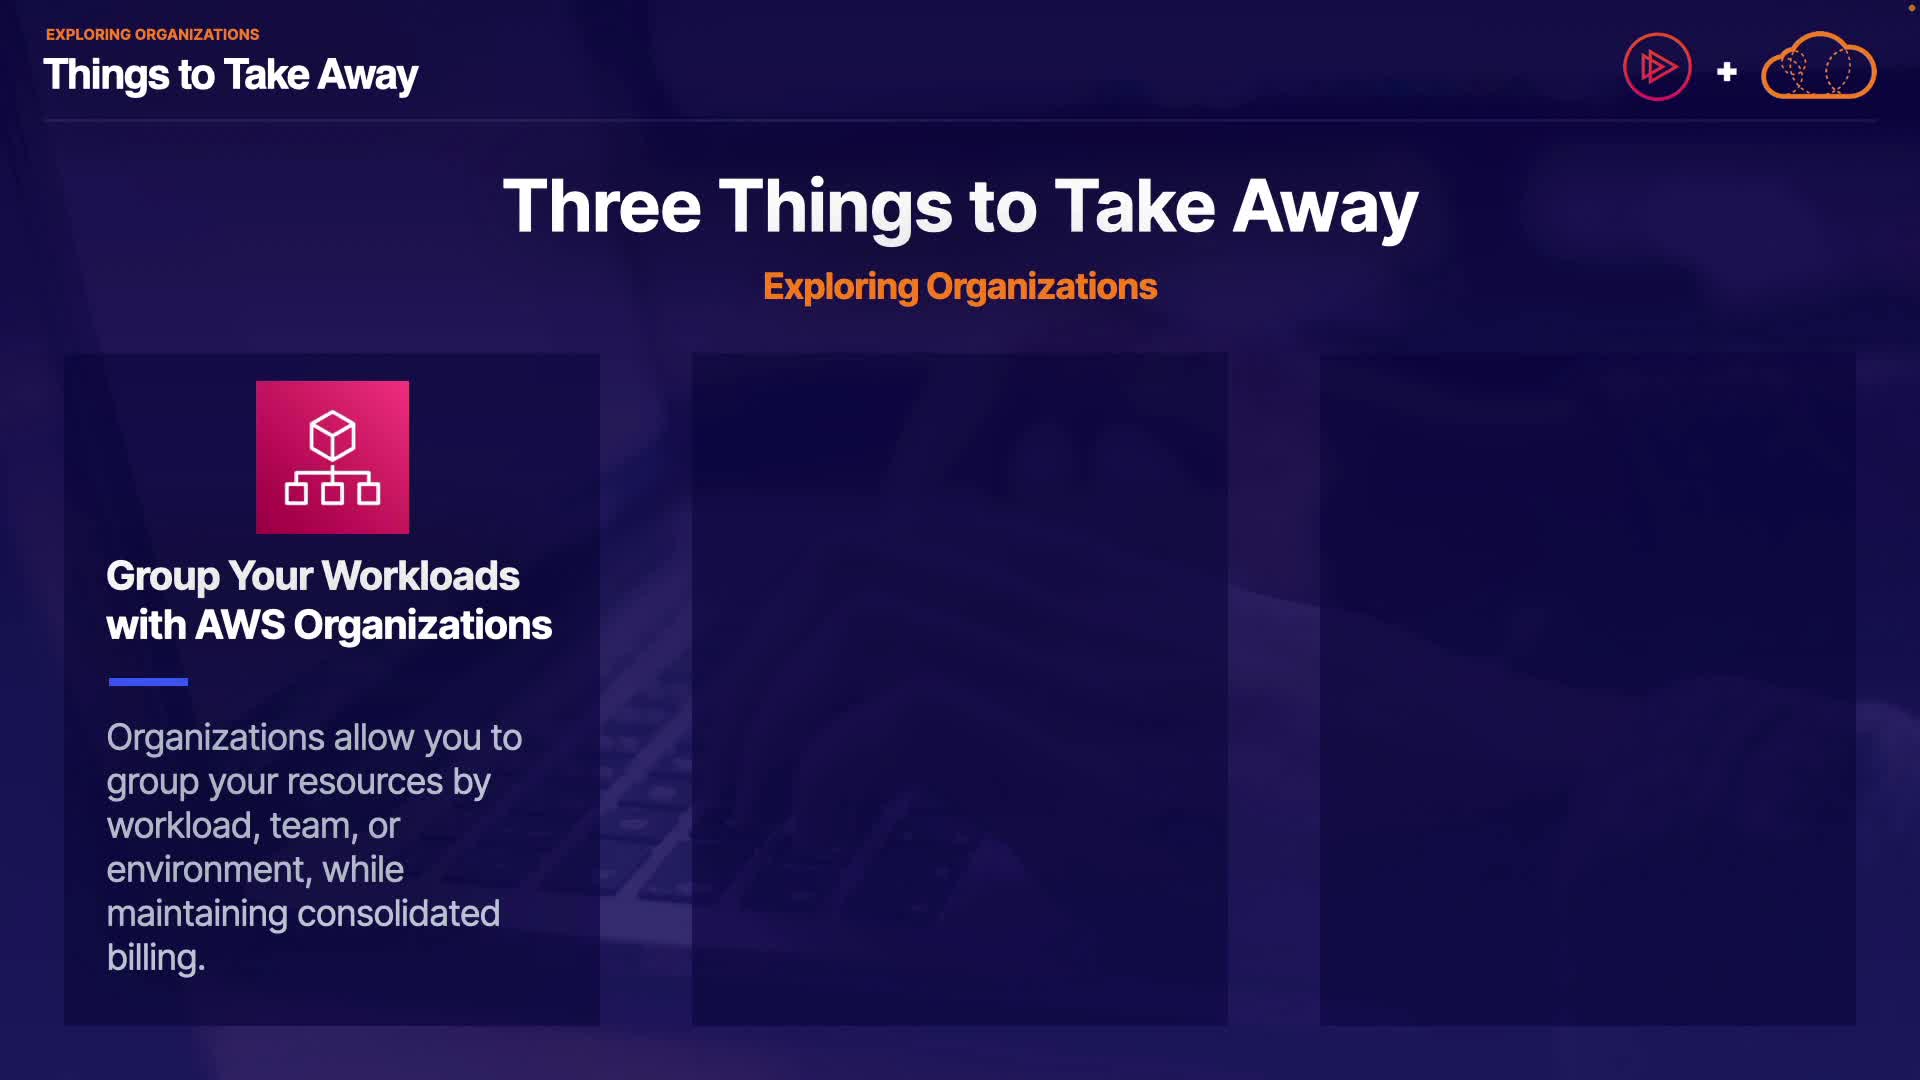 EXPLORING ORGANIZATIONS
Things to Take Away
Three Things to Take Away
Exploring Organizations
Group Your Workloads
with AWS Organizations
Organizations allow you to
group your resources by
workload, team, or
environment, while
maintaining consolidated
billing.